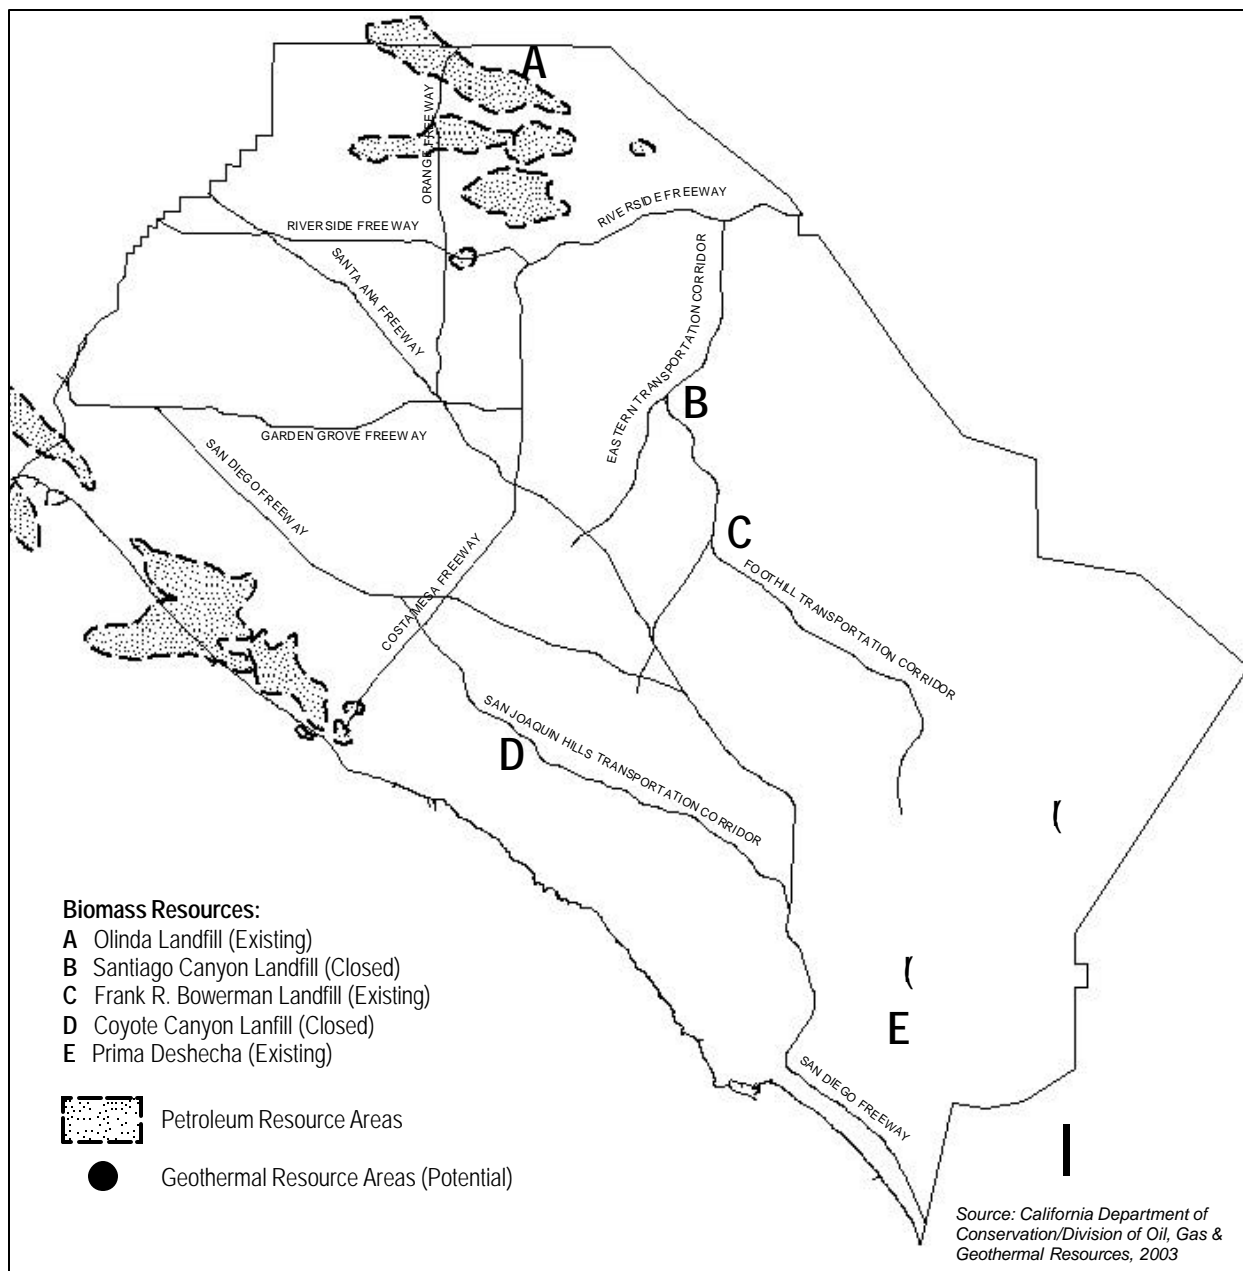 A
ORANGE FREEWAY
RIVERSIDE FREEWAY
RIVERSIDE FREEWAY
SANTA ANA FREEWAY
EASTERN TRANSPORTATION CORRIDOR
B
GARDEN GROVE FREEWAY
SAN DIEGO FREEWAY
C
COSTA MESA FREEWAY
FOOTHILL TRANSPORTATION CORRIDOR
SAN JOAQUIN HILLS TRANSPORTATION CORRIDOR
D
Biomass Resources:
A Olinda Landfill (Existing)
B Santiago Canyon Landfill (Closed)
C Frank R. Bowerman Landfill (Existing)
D Coyote Canyon Lanfill (Closed)
E Prima Deshecha (Existing)
E
SAN DIEGO FREEWAY
Petroleum Resource Areas
Geothermal Resource Areas (Potential)
Source: California Department of
Conservation/Division of Oil, Gas &
Geothermal Resources, 2003